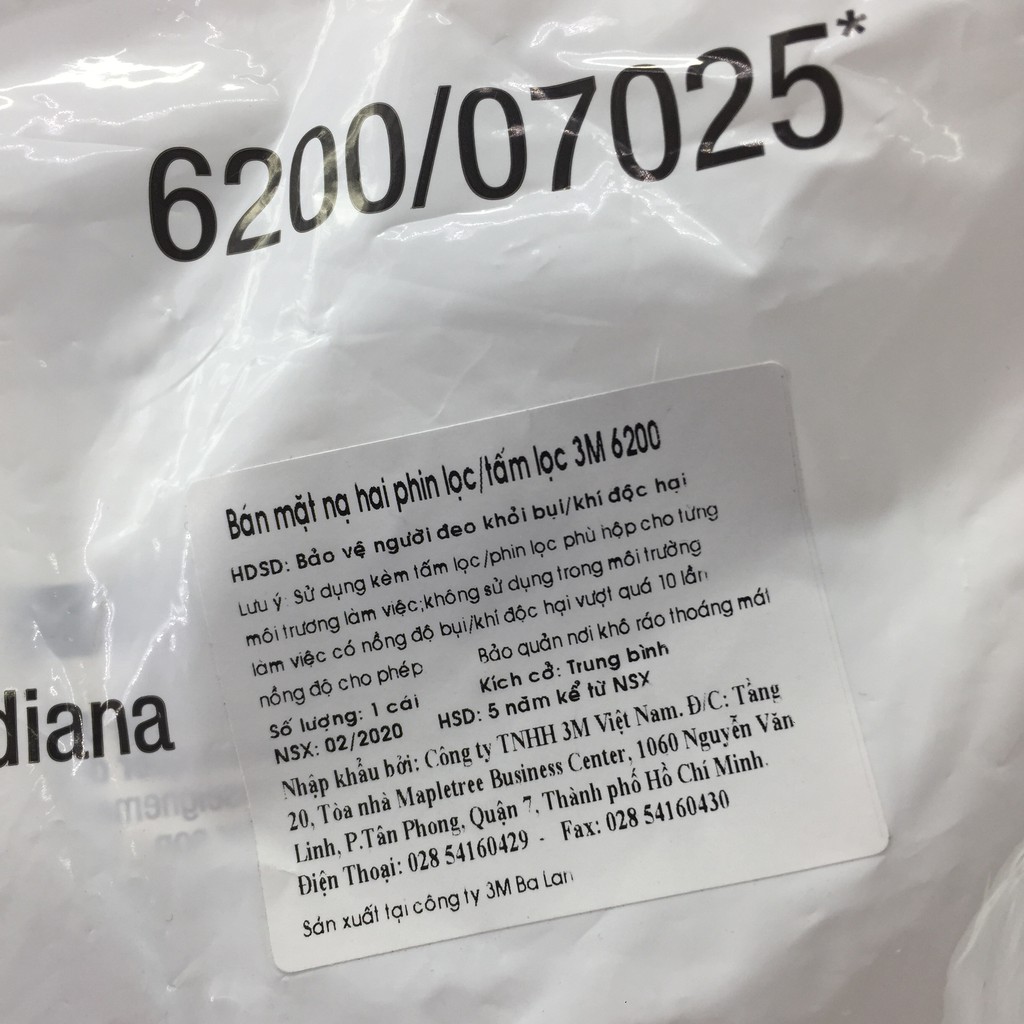 6200/07025*
Bán mặt nạ hai phin lọc/tấm lọc 3M 6200
HDSD: Bảo vệ người đeo khỏi bụi/khí độc hại
Lưu ý: Sử dụng kèm tấm lọc/phin lọc phù hộp cho từng
môi trương làm việc;không sử dụng trong môi trường
làm việc có nồng độ bụi/khí độc hại vượt quá 10 lần
nồng độ cho phép Bảo quản nơi khô ráo thoáng mát
Số lượng: 1 cái Kích cở: Trung bình
NSX: 02/2020 HSD: 5 năm kể từ NSX
Nhập khẩu bởi: Công ty TNHH 3M Việt Nam. Đ/C: Tầng
20, Tòa nhà Mapletree Business Center, 1060 Nguyễn Văn
Linh, P.Tân Phong, Quận 7, Thành phố Hồ Chí Minh.
Điện Thoại: 028 54160429 - Fax: 028 54160430
Sản xuất tại công ty 3M Ba Lan
diana